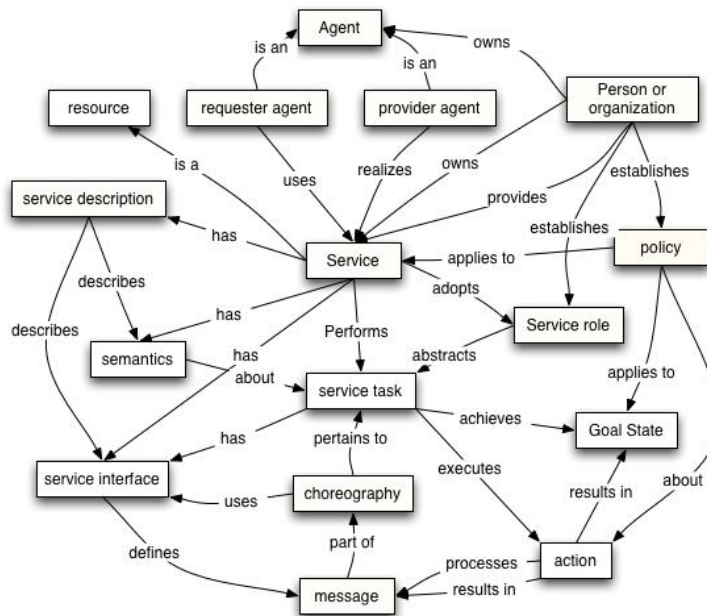 Agent
is an
owns
is an
Person or
organization
resource
requester agent
provider agent
is a
uses
realizes
owns
establishes
service description
provides
has
establishes
Service
applies to
policy
describes
adopts
has
Performs
Service role
describes
semantics
has
abstracts
about
applies to
service task
achieves
has
pertains to
Goal State
service interface
executes
choreography
uses
results in
about
part of
defines
processes
action
message
results in